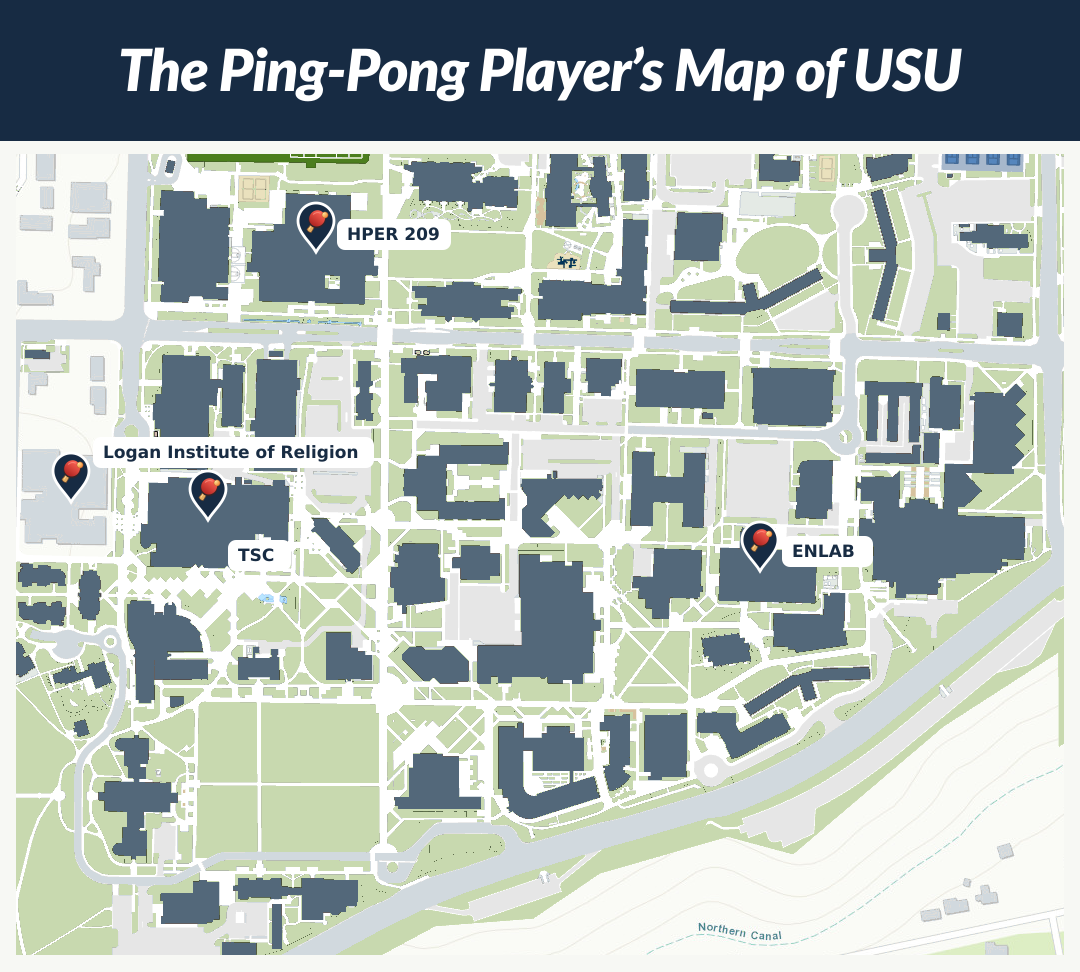 The Ping-Pong Player's Map of USU
HPER 209
Logan Institute of Religion
TSC
ENLAB
Northern Canal